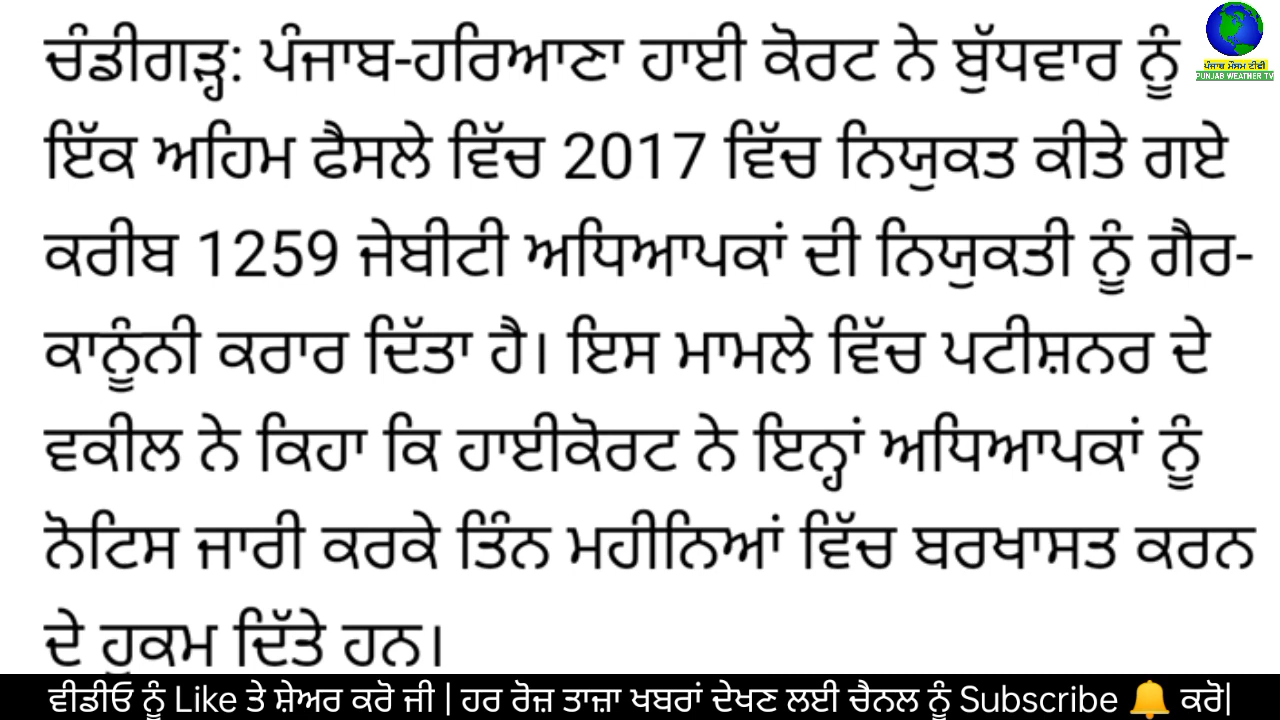 ਚੰਡੀਗੜ੍ਹ: ਪੰਜਾਬ-ਹਰਿਆਣਾ ਹਾਈ ਕੋਰਟ ਨੇ ਬੁੱਧਵਾਰ ਨੂੰ
ਇੱਕ ਅਹਿਮ ਫੈਸਲੇ ਵਿੱਚ 2017 ਵਿੱਚ ਨਿਯੁਕਤ ਕੀਤੇ ਗਏ
ਕਰੀਬ 1259 ਜੇਬੀਟੀ ਅਧਿਆਪਕਾਂ ਦੀ ਨਿਯੁਕਤੀ ਨੂੰ ਗੈਰ-
ਕਾਨੂੰਨੀ ਕਰਾਰ ਦਿੱਤਾ ਹੈ। ਇਸ ਮਾਮਲੇ ਵਿੱਚ ਪਟੀਸ਼ਨਰ ਦੇ
ਵਕੀਲ ਨੇ ਕਿਹਾ ਕਿ ਹਾਈਕੋਰਟ ਨੇ ਇਨ੍ਹਾਂ ਅਧਿਆਪਕਾਂ ਨੂੰ
ਨੋਟਿਸ ਜਾਰੀ ਕਰਕੇ ਤਿੰਨ ਮਹੀਨਿਆਂ ਵਿੱਚ ਬਰਖਾਸਤ ਕਰਨ
ਦੇ ਹੁਕਮ ਦਿੱਤੇ ਹਨ।
ਪੰਜਾਬ ਮੌਸਮ ਟੀਵੀ
PUNJAB WEATHER TV
ਵੀਡੀਓ ਨੂੰ Like ਤੇ ਸ਼ੇਅਰ ਕਰੋ ਜੀ | ਹਰ ਰੋਜ਼ ਤਾਜ਼ਾ ਖਬਰਾਂ ਦੇਖਣ ਲਈ ਚੈਨਲ ਨੂੰ Subscribe 🔔 ਕਰੋ|